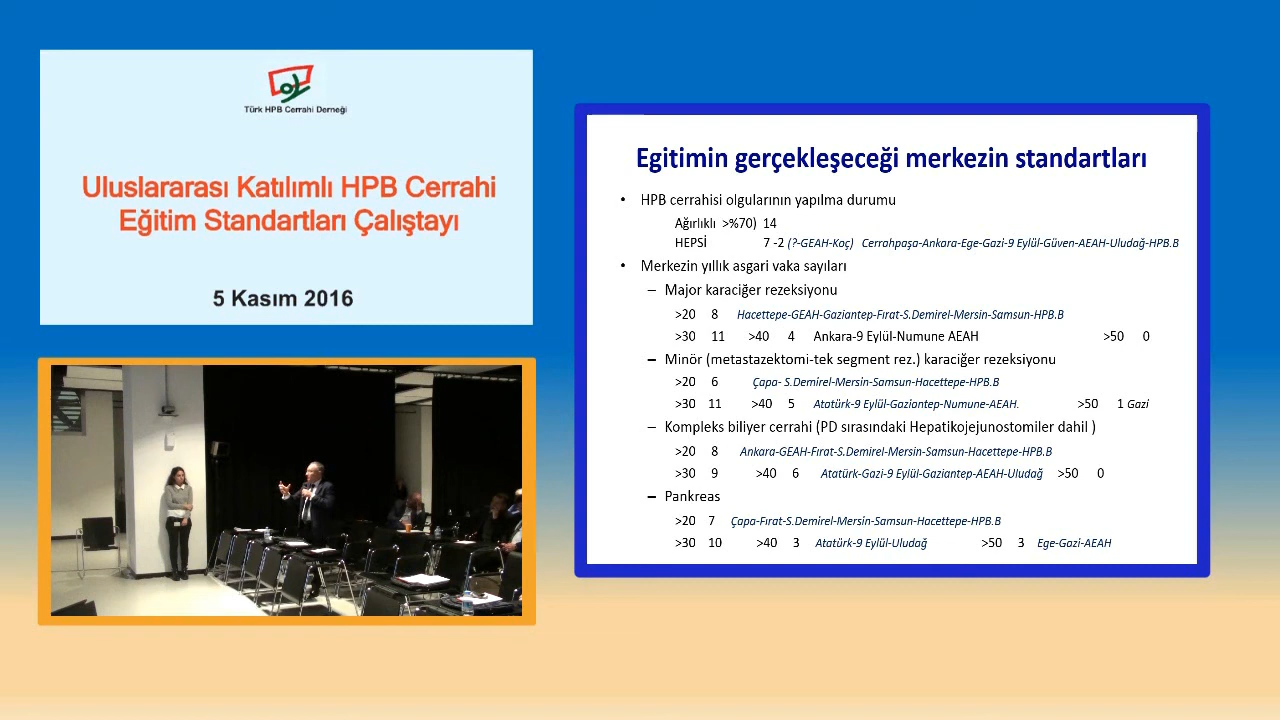 Türk HPB Cerrahi Derneği
Uluslararası Katılımlı HPB Cerrahi
Eğitim Standartları Çalıştayı
5 Kasım 2016
Egitimin gerçekleşeceği merkezin standartları
• HPB cerrahisi olgularının yapılma durumu
Ağırlıklı >%70) 14
HEPSİ 7 -2 (?-GEAH-Koç) Cerrahpaşa-Ankara-Ege-Gazi-9 Eylül-Güven-AEAH-Uludağ-HPB.B
• Merkezin yıllık asgari vaka sayıları
– Major karaciğer rezeksiyonu
>20 8 Hacettepe-GEAH-Gaziantep-Fırat-S.Demirel-Mersin-Samsun-HPB.B
>30 11 >40 4 Ankara-9 Eylül-Numune AEAH >50 0
– Minör (metastazektomi-tek segment rez.) karaciğer rezeksiyonu
>20 6 Çapa- S.Demirel-Mersin-Samsun-Hacettepe-HPB.B
>30 11 >40 5 Atatürk-9 Eylül-Gaziontep-Numune-AEAH. >50 1 Gazi
– Kompleks biliyer cerrahi (PD sırasındaki Hepatikojejunostomiler dahil )
>20 8 Ankara-GEAH-Fırat-S.Demirel-Mersin-Samsun-Hacettepe-HPB.B
>30 9 >40 6 Atatürk-Gazi-9 Eylül-Gaziantep-AEAH-Uludağ >50 0
– Pankreas
>20 7 Çapa-Fırat-S.Demirel-Mersin-Samsun-Hacettepe-HPB.B
>30 10 >40 3 Atatürk-9 Eylül-Uludağ >50 3 Ege-Gazi-AEAH